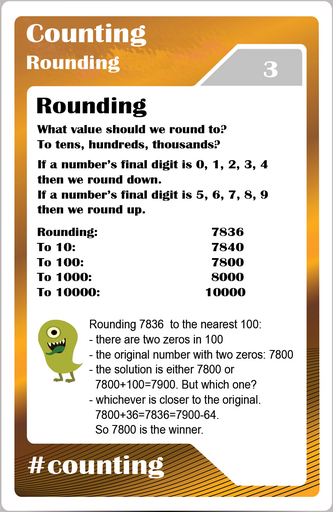 Counting
Rounding
3
Rounding
What value should we round to?
To tens, hundreds, thousands?
If a number's final digit is 0, 1, 2, 3, 4
then we round down.
If a number's final digit is 5, 6, 7, 8, 9
then we round up.
Rounding: 7836
To 10: 7840
To 100: 7800
To 1000: 8000
To 10000: 10000
Rounding 7836 to the nearest 100:
- there are two zeros in 100
- the original number with two zeros: 7800
- the solution is either 7800 or
7800+100=7900. But which one?
- whichever is closer to the original.
7800+36=7836=7900-64.
So 7800 is the winner.
#counting